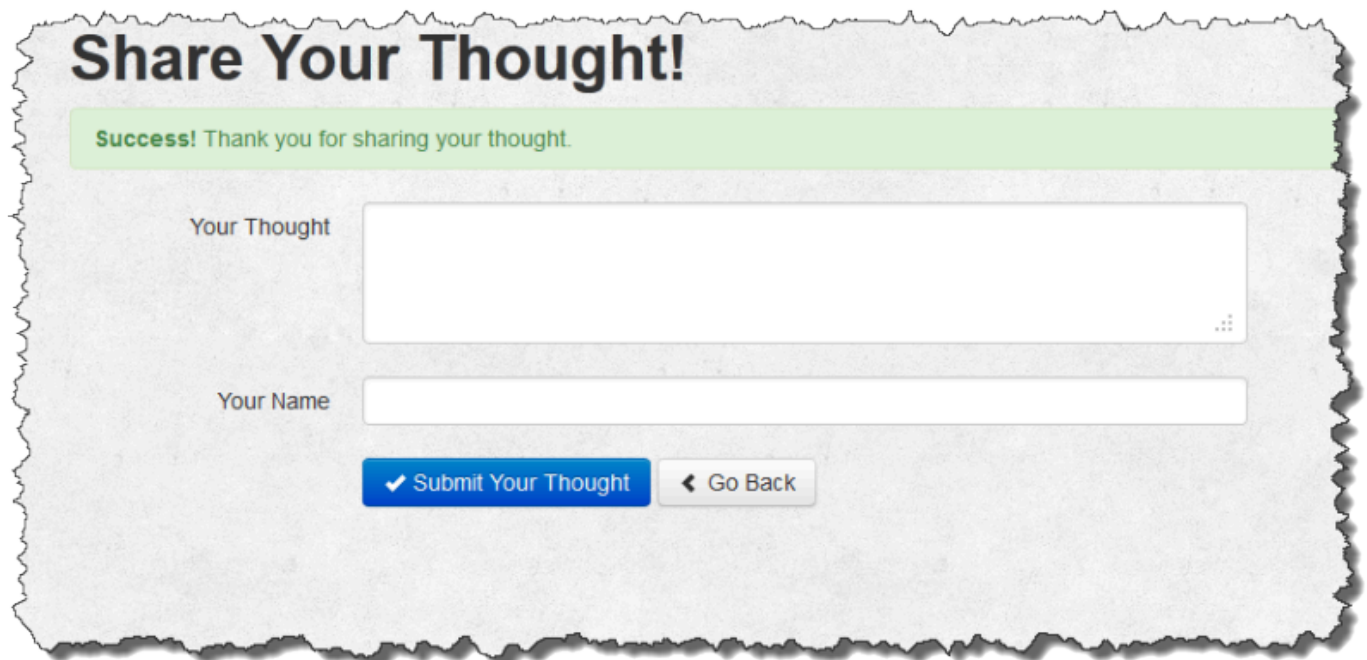 Share Your Thought!
Success! Thank you for sharing your thought.
Your Thought
Your Name
Submit Your Thought
Go Back